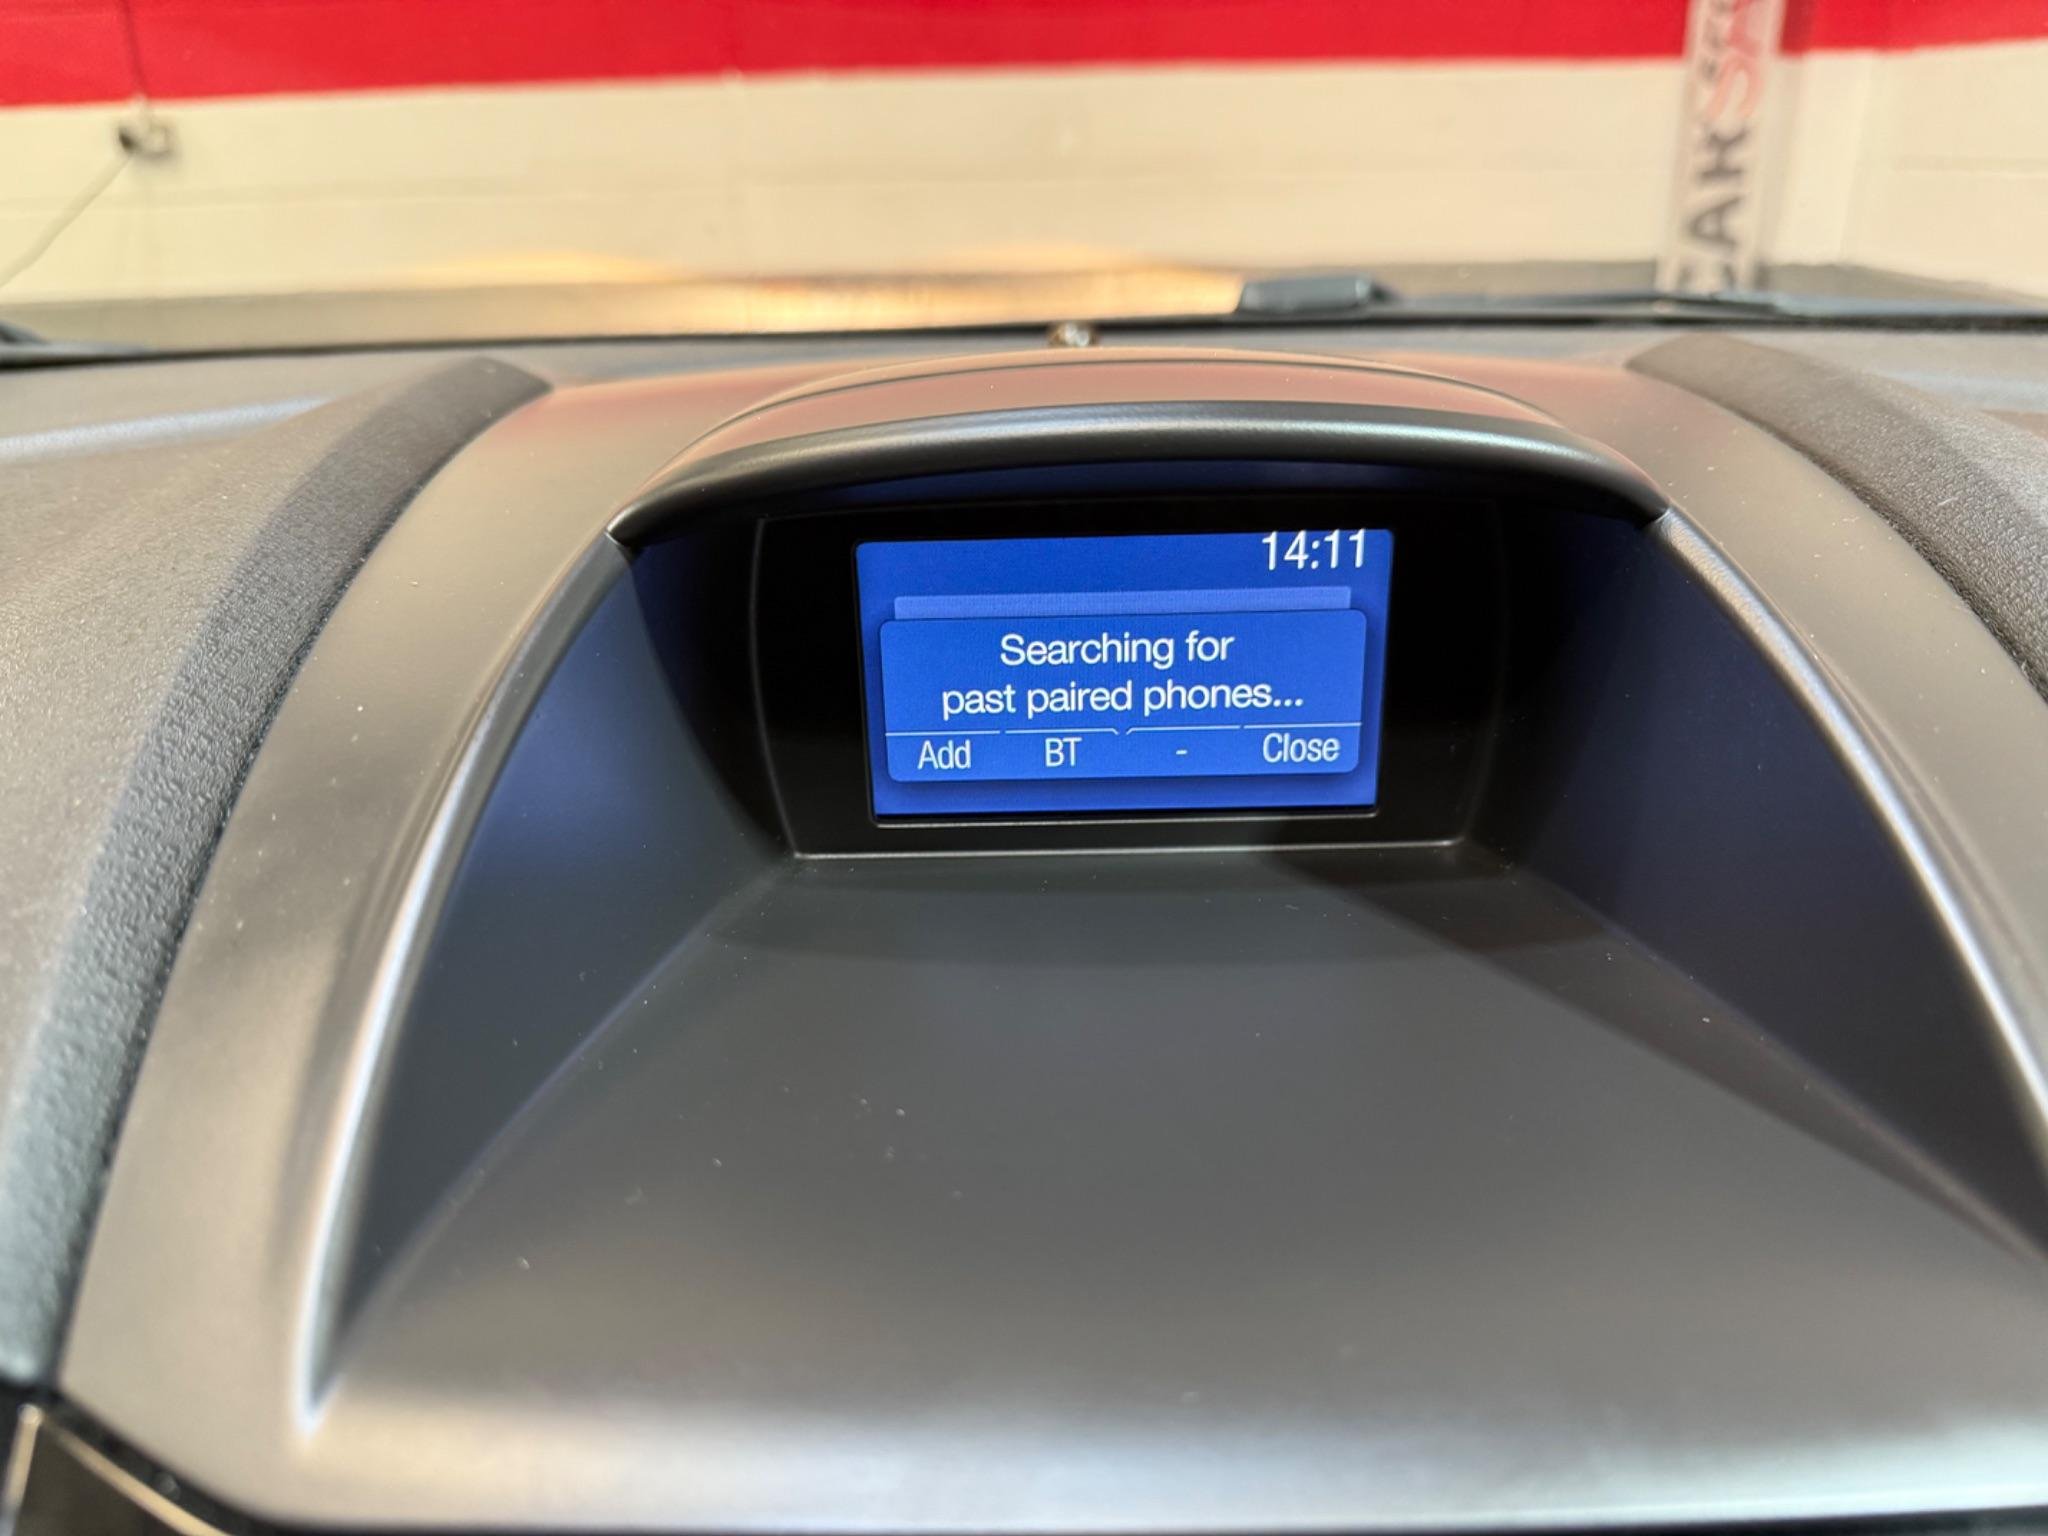 14:11
Searching for
past paired phones...
Add BT - Close